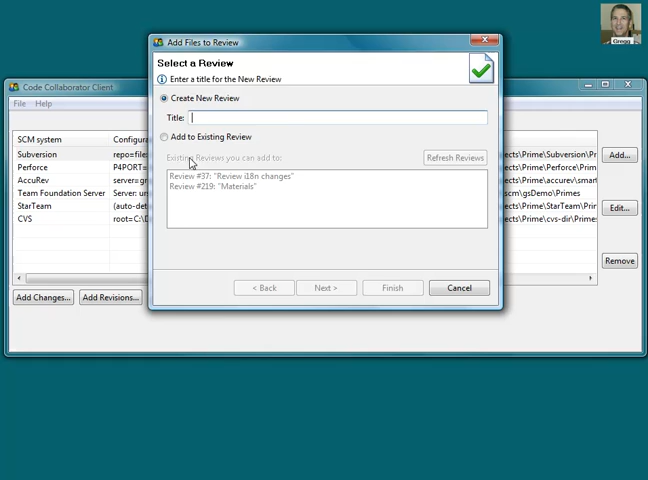 Add Files to Review
Gregg
Select a Review
Enter a title for the New Review
Code Collaborator Client
File Help
Create New Review
Title:
Add to Existing Review
Existing Reviews you can add to:
Refresh Reviews
Review #37: "Review i18n changes"
Review #219: "Materials"
< Back Next > Finish Cancel
SCM system Configura
Subversion repo=file: ects\Prime\Subversion\Pr Add...
Perforce P4PORT= ects\Prime\Perforce\prim
AccuRev server=gr ects\Prime\accurev\smart
Team Foundation Server Server: un scm\gsDemo\Primes Edit...
StarTeam (auto-det ects\Prime\StarTeam\Prim
CVS root=C:\D ects\Prime\cvs-dir\Prime
Remove
Add Changes... Add Revisions...